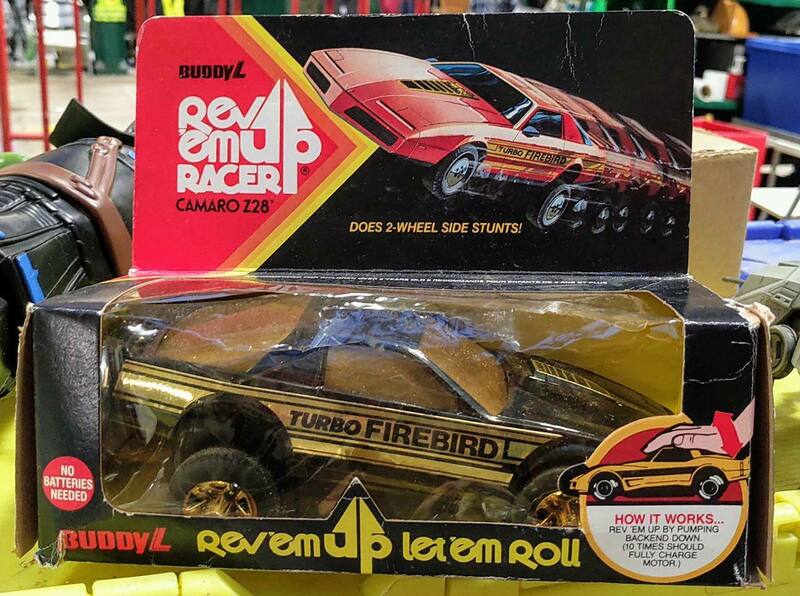 BUDDY L
Rev
'em up
RACER®
CAMARO Z28™
TURBO FIREBIRD
DOES 2-WHEEL SIDE STUNTS!
TURBO FIREBIRD
NO
BATTERIES
NEEDED
HOW IT WORKS...
REV 'EM UP BY PUMPING
BACKEND DOWN.
(10 TIMES SHOULD
FULLY CHARGE
MOTOR.)
BUDDY L
Rev'em up let'em Roll